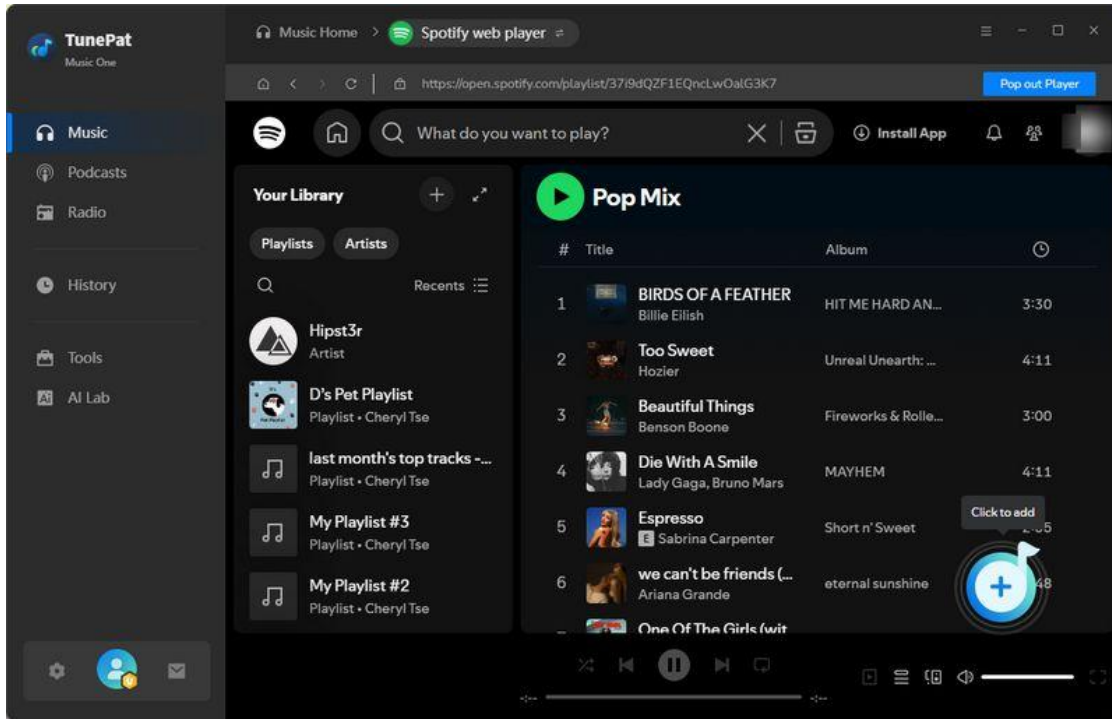 TunePat
Music One
Music
Podcasts
Radio
History
Tools
AI Lab
Music Home > Spotify web player
https://open.spotify.com/playlist/37i9dQZF1EQncLwOalG3K7
Pop out Player
What do you want to play?
Install App
Your Library
Playlists Artists
Recents
Hipst3r
Artist
D's Pet Playlist
Playlist • Cheryl Tse
last month's top tracks -...
Playlist • Cheryl Tse
My Playlist #3
Playlist • Cheryl Tse
My Playlist #2
Playlist • Cheryl Tse
Pop Mix
# Title Album
1 BIRDS OF A FEATHER HIT ME HARD AN... 3:30
Billie Eilish
2 Too Sweet Unreal Unearth: ... 4:11
Hozier
3 Beautiful Things Fireworks & Rolle... 3:00
Benson Boone
4 Die With A Smile MAYHEM 4:11
Lady Gaga, Bruno Mars
Click to add
5 Espresso Short n' Sweet
E Sabrina Carpenter
6 we can't be friends (... eternal sunshine 48
Ariana Grande
One Of The Girls (wit
-:-- -:--